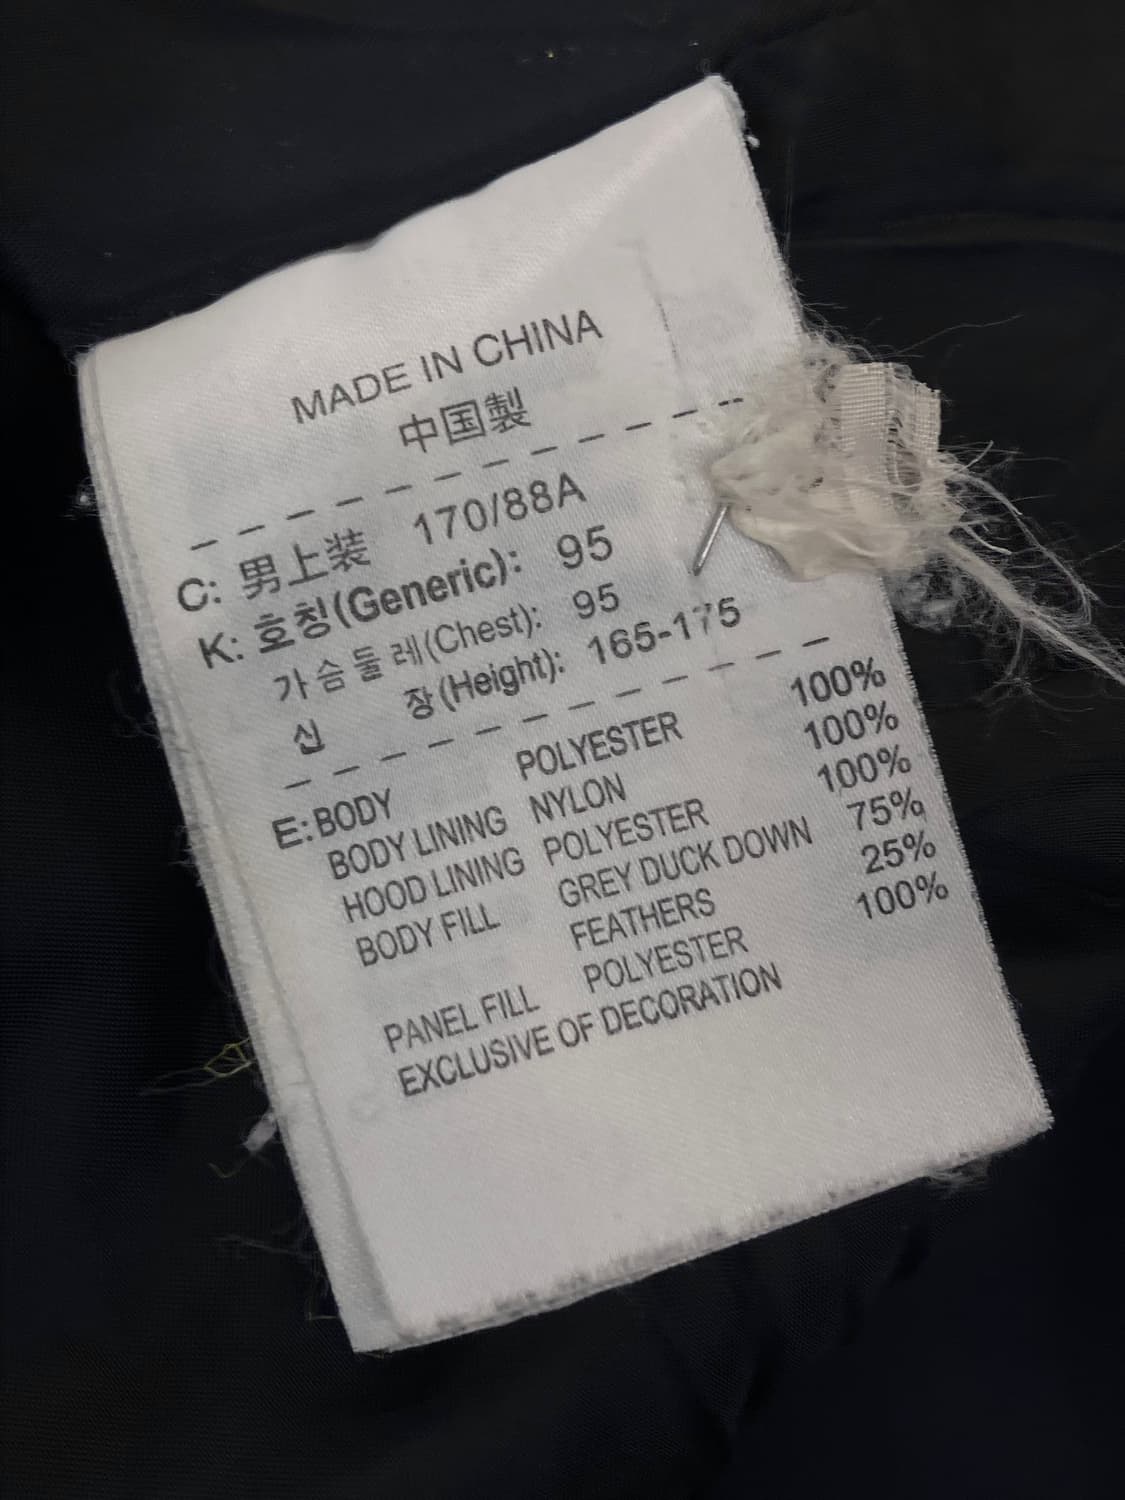 MADE IN CHINA
中国製
C: 男上装 170/88A
K: 호칭(Generic): 95
가슴둘레(Chest): 95
신 장(Height): 165-175
E: BODY POLYESTER 100%
BODY LINING NYLON 100%
HOOD LINING POLYESTER 100%
BODY FILL GREY DUCK DOWN 75%
FEATHERS 25%
PANEL FILL POLYESTER 100%
EXCLUSIVE OF DECORATION